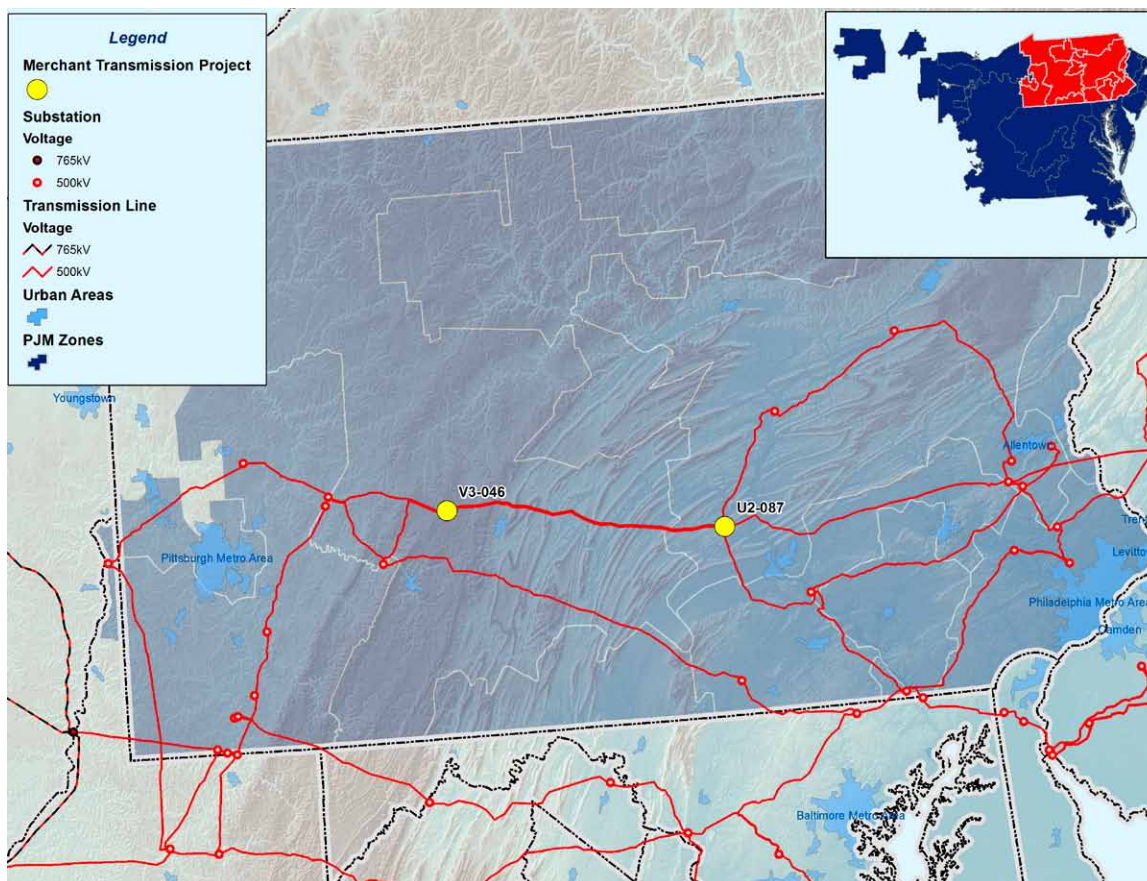 Legend
Merchant Transmission Project
Substation
Voltage
765kV
500kV
Transmission Line
Voltage
765kV
500kV
Urban Areas
PJM Zones
Youngstown
Allentown
V3-046
U2-087
Pittsburgh Metro Area
Levittow
Philadelphia Metro Area
Camden
Baltimore Metro Area